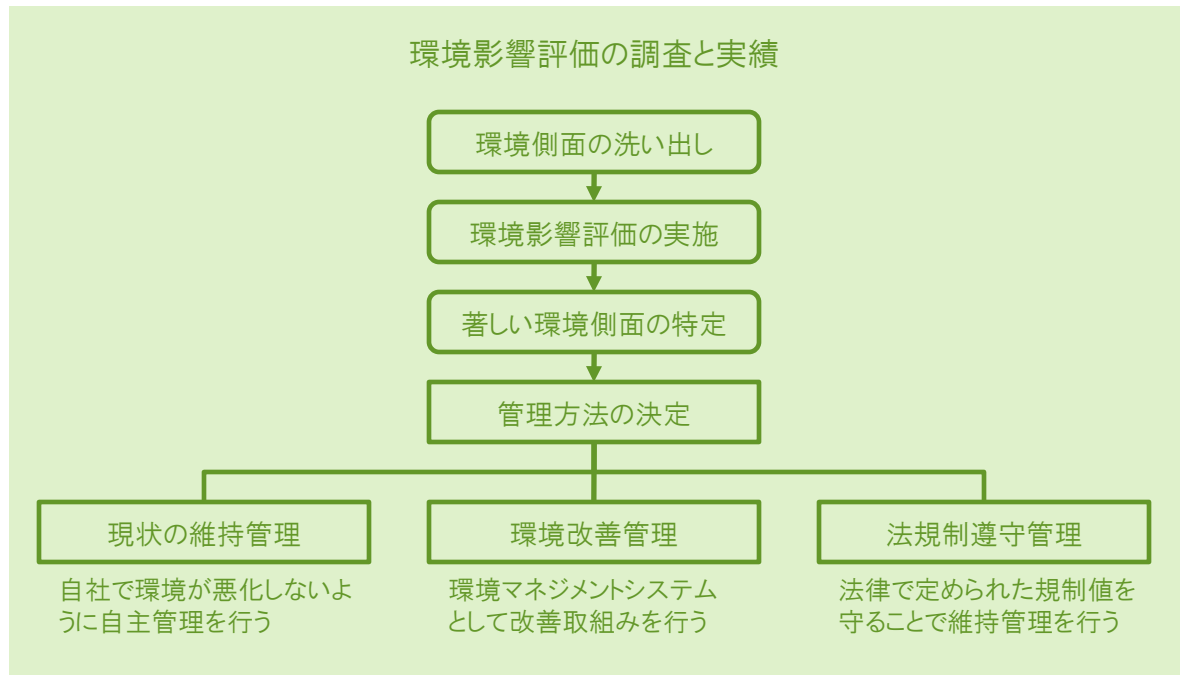 環境影響評価の調査と実績
環境側面の洗い出し
環境影響評価の実施
著しい環境側面の特定
管理方法の決定
現状の維持管理
自社で環境が悪化しないよ
うに自主管理を行う
環境改善管理
環境マネジメントシステム
として改善取組みを行う
法規制遵守管理
法律で定められた規制値を
守ることで維持管理を行う